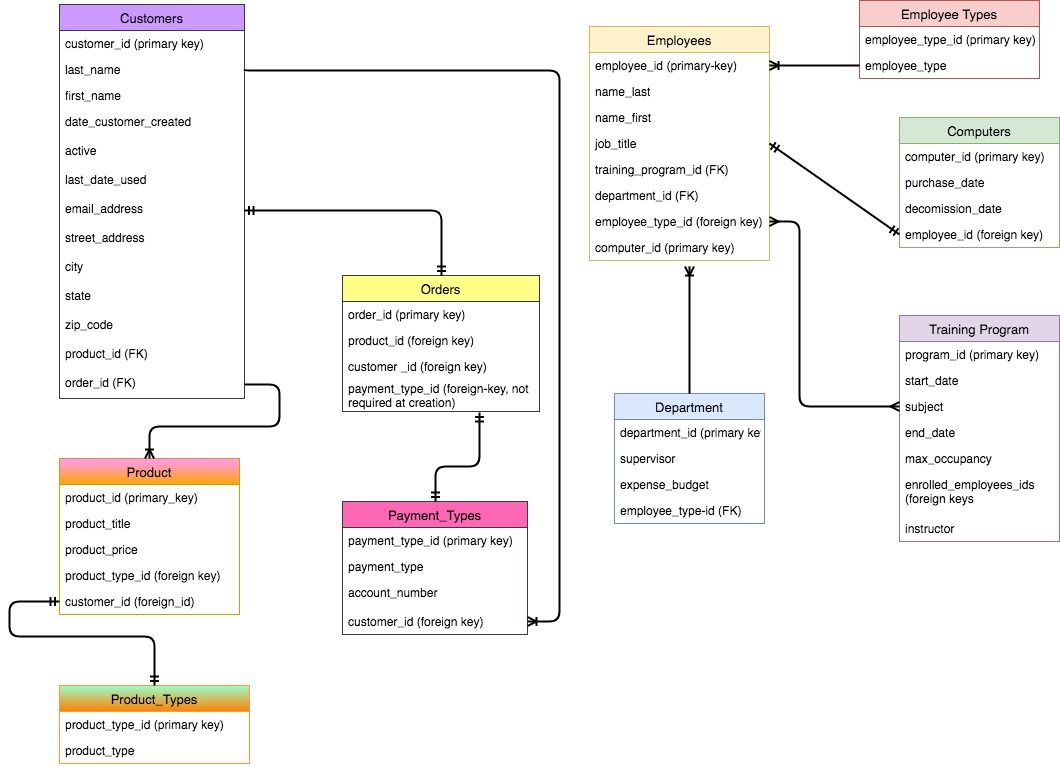 Customers
customer_id (primary key)
last_name
first_name
date_customer_created
active
last_date_used
email_address
street_address
city
state
zip_code
product_id (FK)
order_id (FK)
Product
product_id (primary_key)
product_title
product_price
product_type_id (foreign key)
customer_id (foreign_id)
Product_Types
product_type_id (primary key)
product_type
Orders
order_id (primary key)
product_id (foreign key)
customer _id (foreign key)
payment_type_id (foreign-key, not
required at creation)
Payment_Types
payment_type_id (primary key)
payment_type
account_number
customer_id (foreign key)
Employees
employee_id (primary-key)
name_last
name_first
job_title
training_program_id (FK)
department_id (FK)
employee_type_id (foreign key)
computer_id (primary key)
Department
department_id (primary ke
supervisor
expense_budget
employee_type-id (FK)
Employee Types
employee_type_id (primary key)
employee_type
Computers
computer_id (primary key)
purchase_date
decomission_date
employee_id (foreign key)
Training Program
program_id (primary key)
start_date
subject
end_date
max_occupancy
enrolled_employees_ids
(foreign keys
instructor